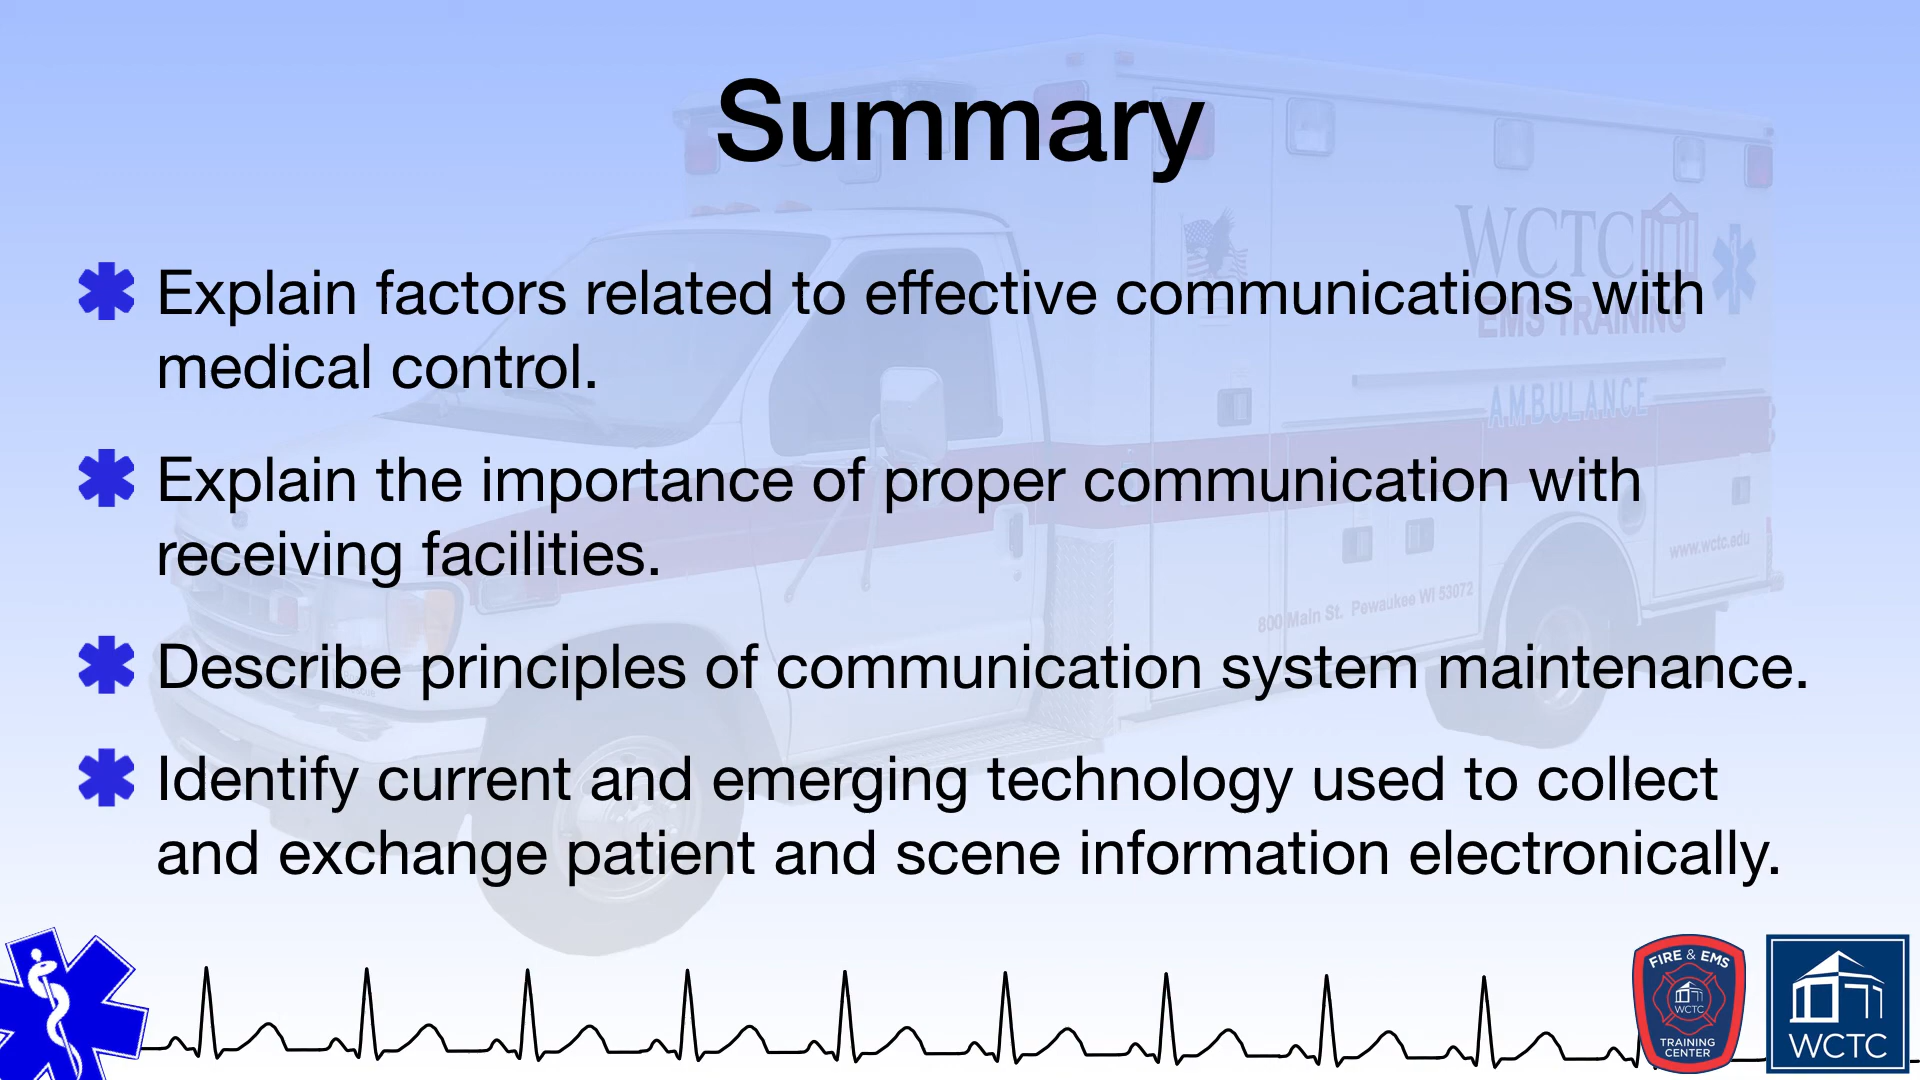 Summary
WCTC
EMS TRAINING
Explain factors related to effective communications with
medical control.
AMBULANCE
Explain the importance of proper communication with
receiving facilities.
www.wctc.edu
800 Main St. Pewaukee WI 53072
Describe principles of communication system maintenance.
Identify current and emerging technology used to collect
and exchange patient and scene information electronically.
FIRE & EMS
WCTC
TRAINING
CENTER
WCTC